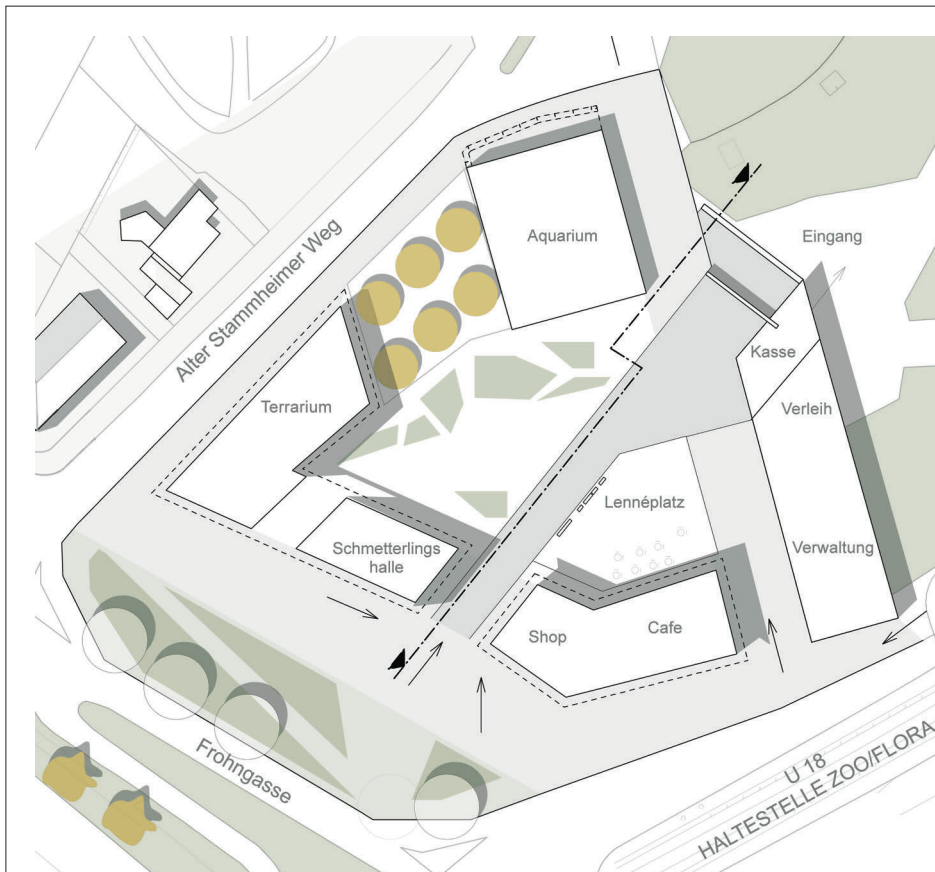 Aquarium
Eingang
Alter Stammheimer Weg
Kasse
Terrarium
Verleih
Lennéplatz
Schmetterlings
halle
Verwaltung
Shop
Cafe
Frohngasse
U 18
HALTESTELLE ZOO/FLORA